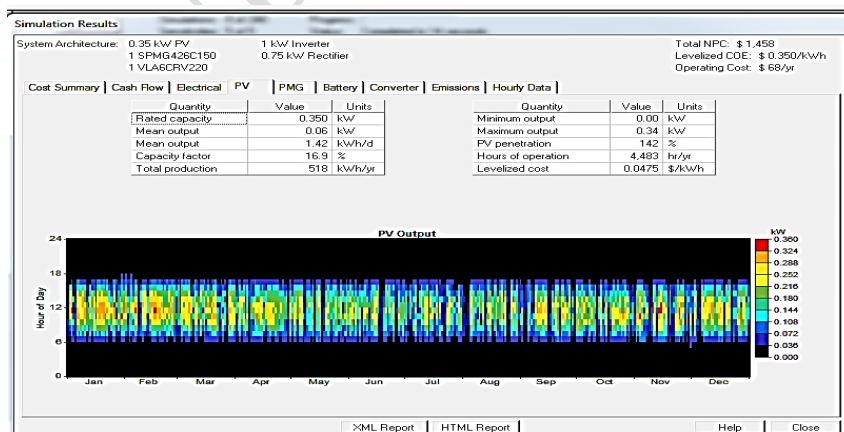 Simulation Results
System Architecture: 0.35 kW PV 1 kW Inverter Total NPC: $ 1,458
1 SPMG426C150 0.75 kW Rectifier Levelized COE: $ 0.350/kWh
1 VLA6CRV220 Operating Cost: $ 68/yr
Cost Summary Cash Flow Electrical PV PMG Battery Converter Emissions Hourly Data
Quantity Value Units Quantity Value Units
Rated capacity 0.350 kW Minimum output 0.00 kW
Mean output 0.06 kW Maximum output 0.34 kW
Mean output 1.42 kWh/d PV penetration 142 %
Capacity factor 16.9 % Hours of operation 4,483 hr/yr
Total production 518 kWh/yr Levelized cost 0.0475 $/kWh
PV Output
kW
24
18
12
6
0
Hour of Day
Jan Feb Mar Apr May Jun Jul Aug Sep Oct Nov Dec
0.360
0.324
0.288
0.252
0.216
0.180
0.144
0.108
0.072
0.036
0.000
XML Report HTML Report Help Close